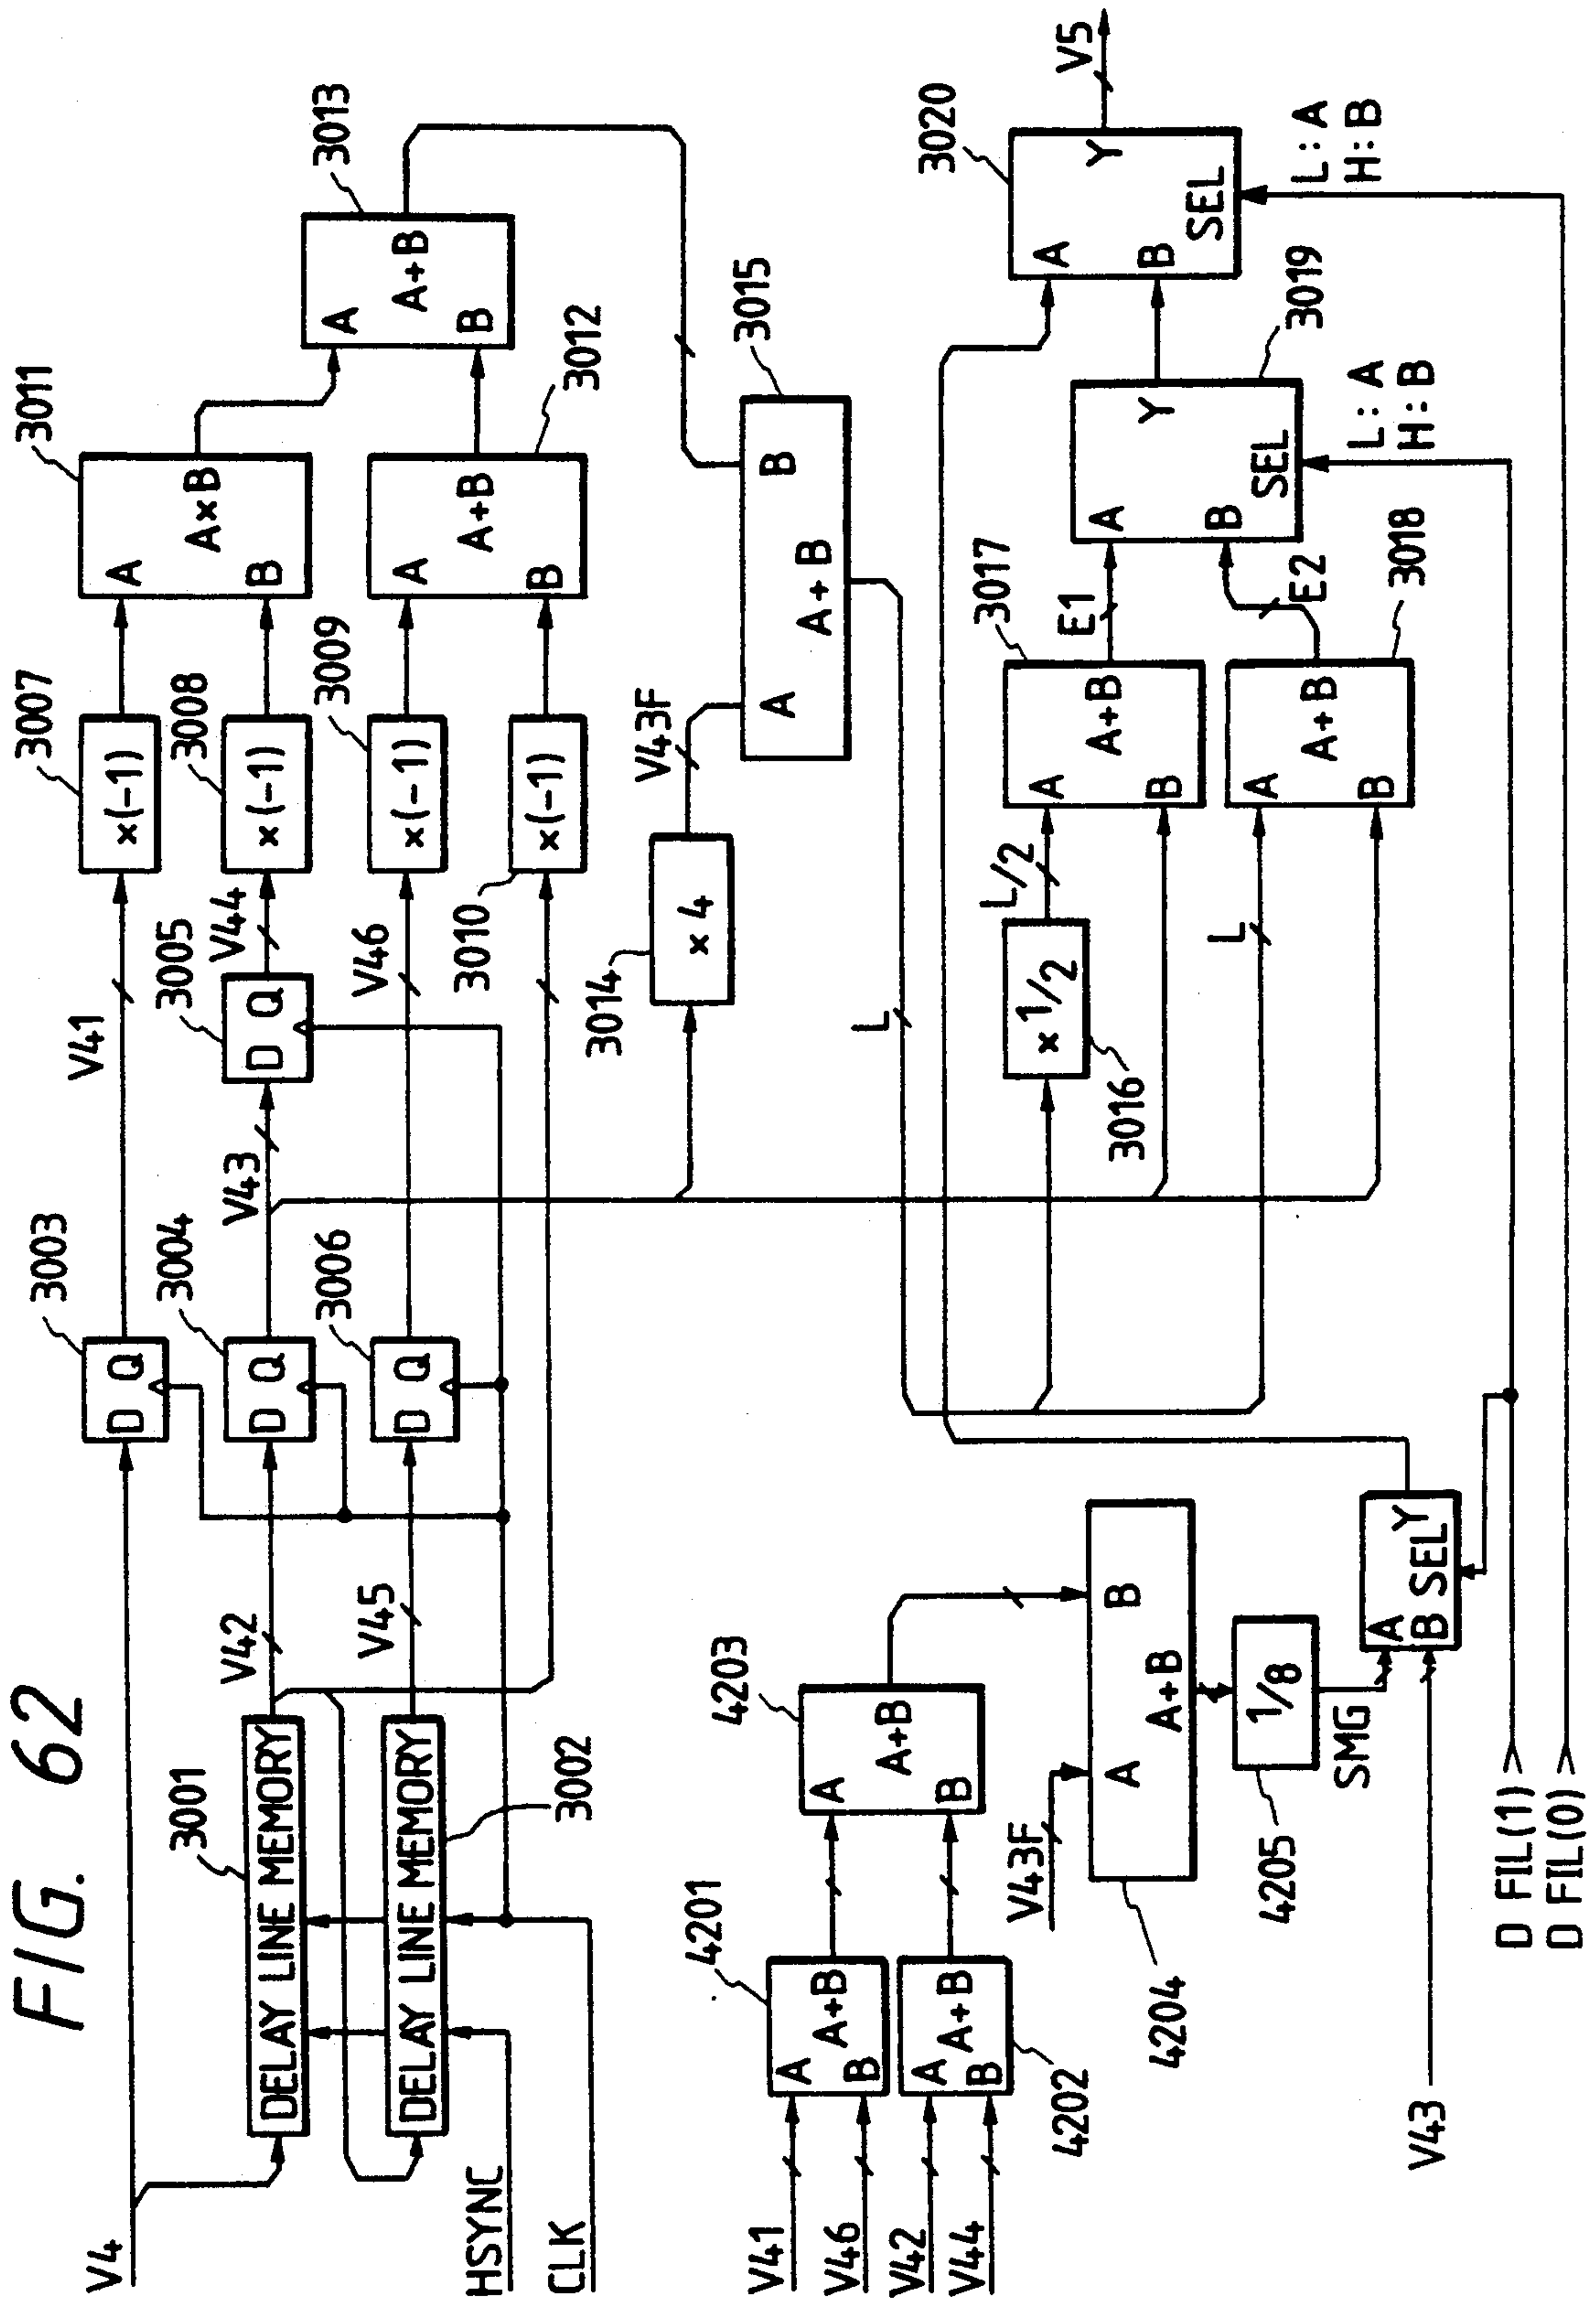 FIG. 62
V4
3001
DELAY LINE MEMORY
DELAY LINE MEMORY
3002
HSYNC
CLK
V42
V45
3003
D Q
3004
D Q
3006
D Q
V41
V43
3005
D Q
V44
V46
3007
×(-1)
3008
×(-1)
3009
×(-1)
3010
×(-1)
3011
A
A×B
B
3012
A
A+B
B
3013
A
A+B
B
3014
× 4
V43F
3015
A
B
A+B
L
3016
× 1/2
L/2
L
3017
A
A+B
B
3018
A
A+B
B
E1
E2
3019
A
B
Y
SEL
L: A
H: B
3020
A
B
Y
SEL
L: A
H: B
V5
V41
V46
V42
V44
4201
A
A+B
B
4202
A
A+B
B
4203
A
A+B
B
V43F
4204
A
B
A+B
4205
1/8
SMG
V43
A
B SEL
Y
D FIL(1)
D FIL(0)